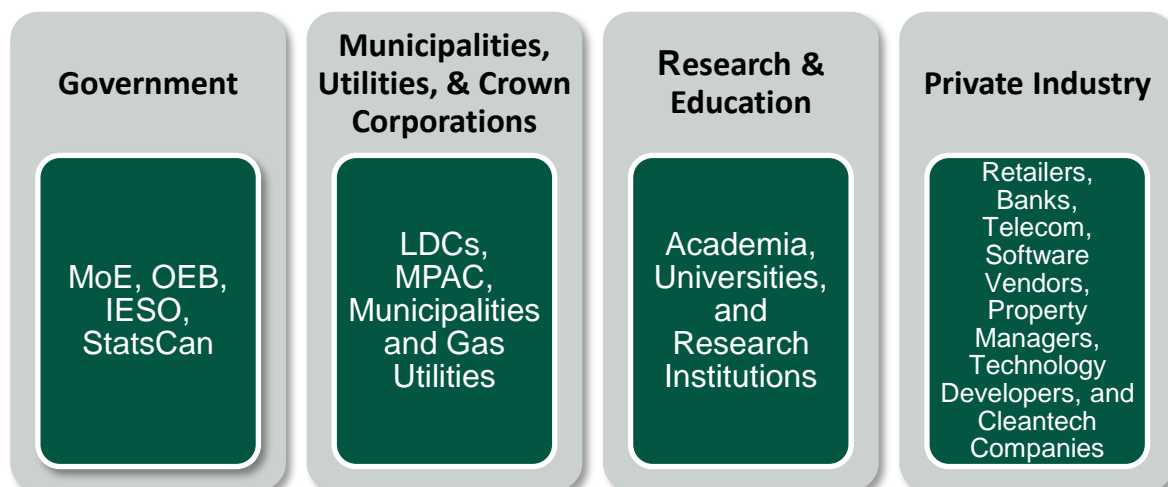 Government
MoE, OEB,
IESO,
StatsCan
Municipalities,
Utilities, & Crown
Corporations
LDCs,
MPAC,
Municipalities
and Gas
Utilities
Research &
Education
Academia,
Universities,
and
Research
Institutions
Private Industry
Retailers,
Banks,
Telecom,
Software
Vendors,
Property
Managers,
Technology
Developers, and
Cleantech
Companies